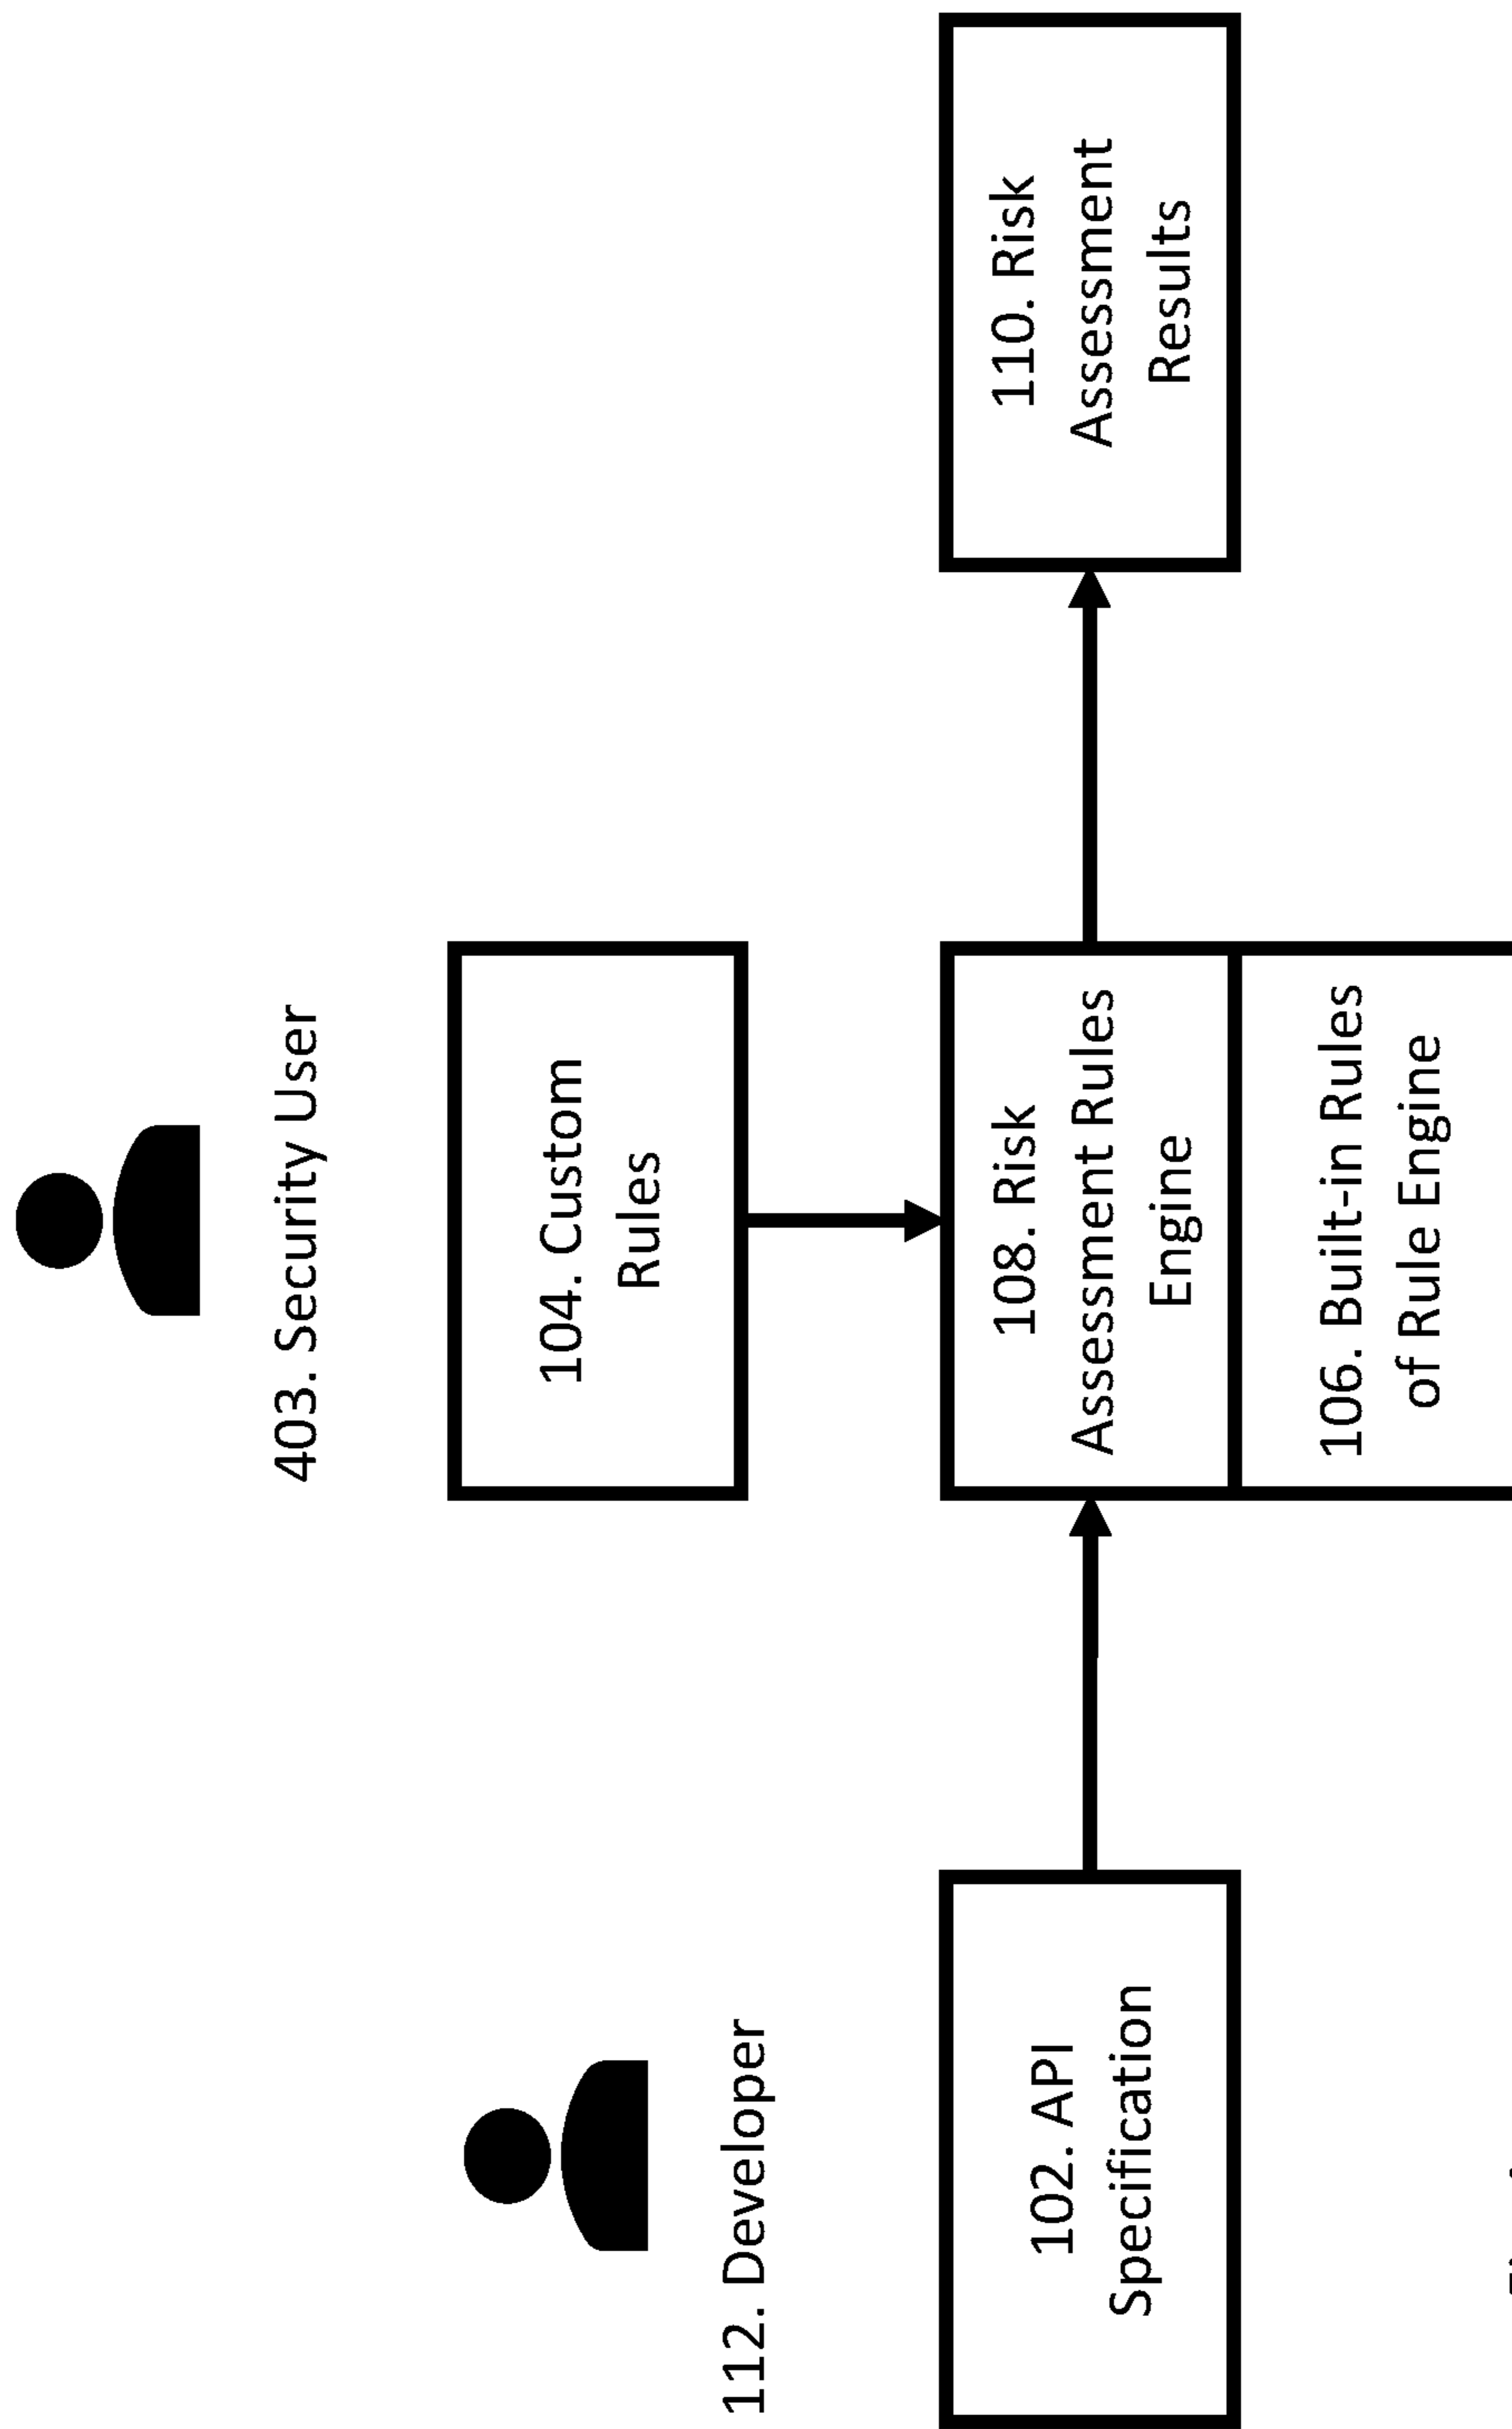 403. Security User
112. Developer
104. Custom
Rules
102. API
Specification
108. Risk
Assessment Rules
Engine
110. Risk
Assessment
Results
106. Built-in Rules
of Rule Engine